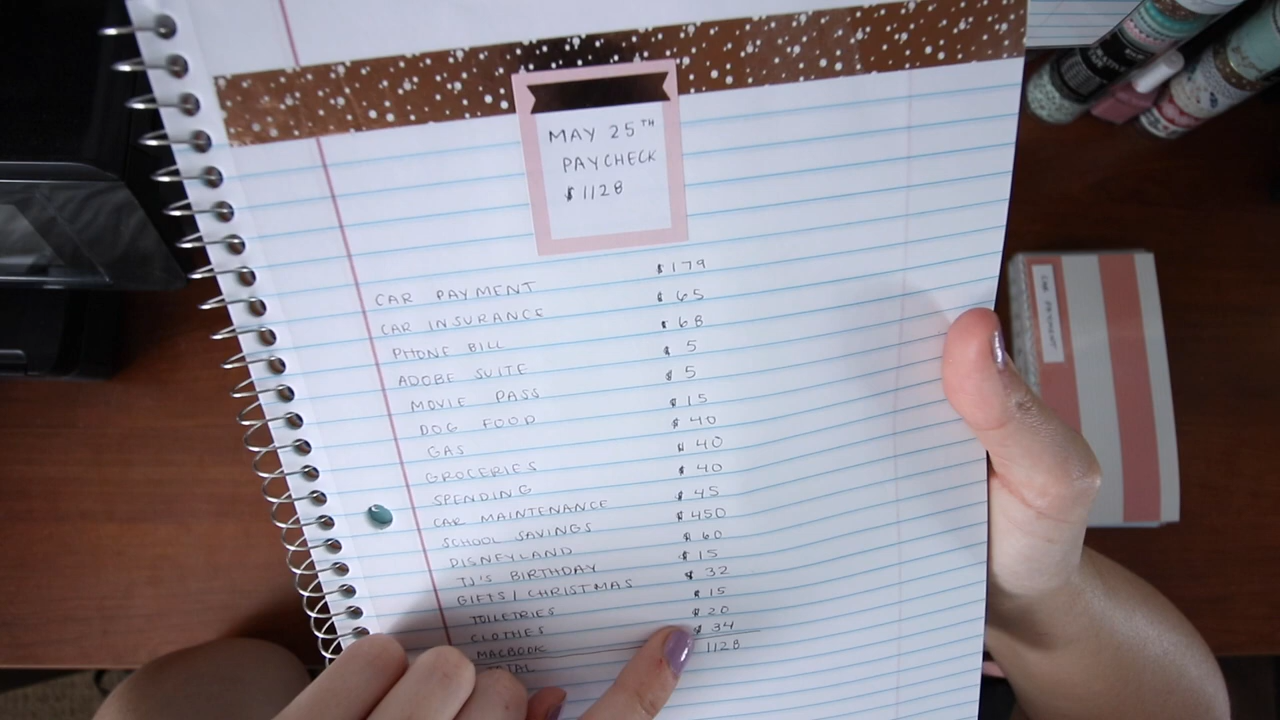 MAY 25TH
PAYCHECK
$1128
CAR PAYMENT $179
CAR INSURANCE $65
PHONE BILL $68
ADOBE SUITE $5
MOVIE PASS $5
DOG FOOD $15
GAS $40
GROCERIES $40
SPENDING $40
CAR MAINTENANCE $45
SCHOOL SAVINGS $450
DISNEYLAND $60
TJ'S BIRTHDAY $15
GIFTS/CHRISTMAS $32
TOILETRIES $15
CLOTHES $20
MACBOOK $34
TOTAL 1128